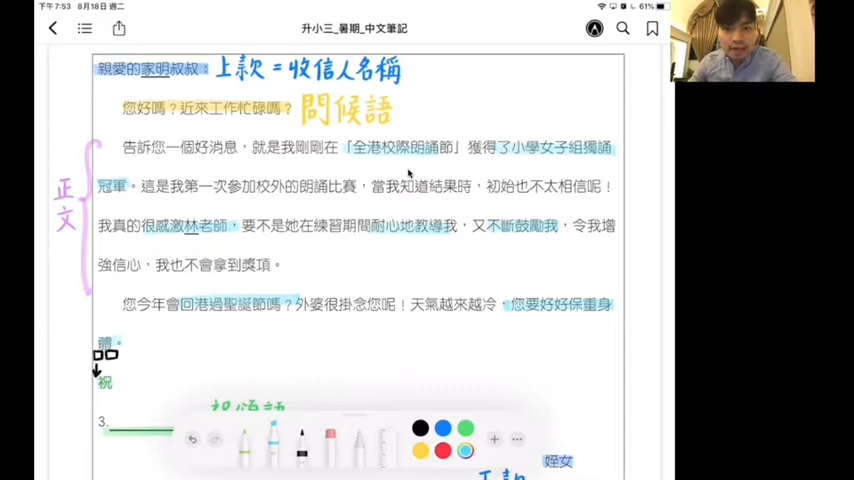 下午7:53 8月18日 週二
61%
升小三_暑期_中文筆記
親愛的家明叔叔： 上款 = 收信人名稱
您好嗎？近來工作忙碌嗎？ 問候語
告訴您一個好消息，就是我剛剛在「全港校際朗誦節」獲得了小學女子組獨誦
冠軍。這是我第一次參加校外的朗誦比賽，當我知道結果時，初始也不太相信呢！
正文
我真的很感激林老師，要不是她在練習期間耐心地教導我，又不斷鼓勵我，令我增
強信心，我也不會拿到獎項。
您今年會回港過聖誕節嗎？外婆很掛念您呢！天氣越來越冷，您要好好保重身
體。
祝
祝頌語
3.
姪女
下款